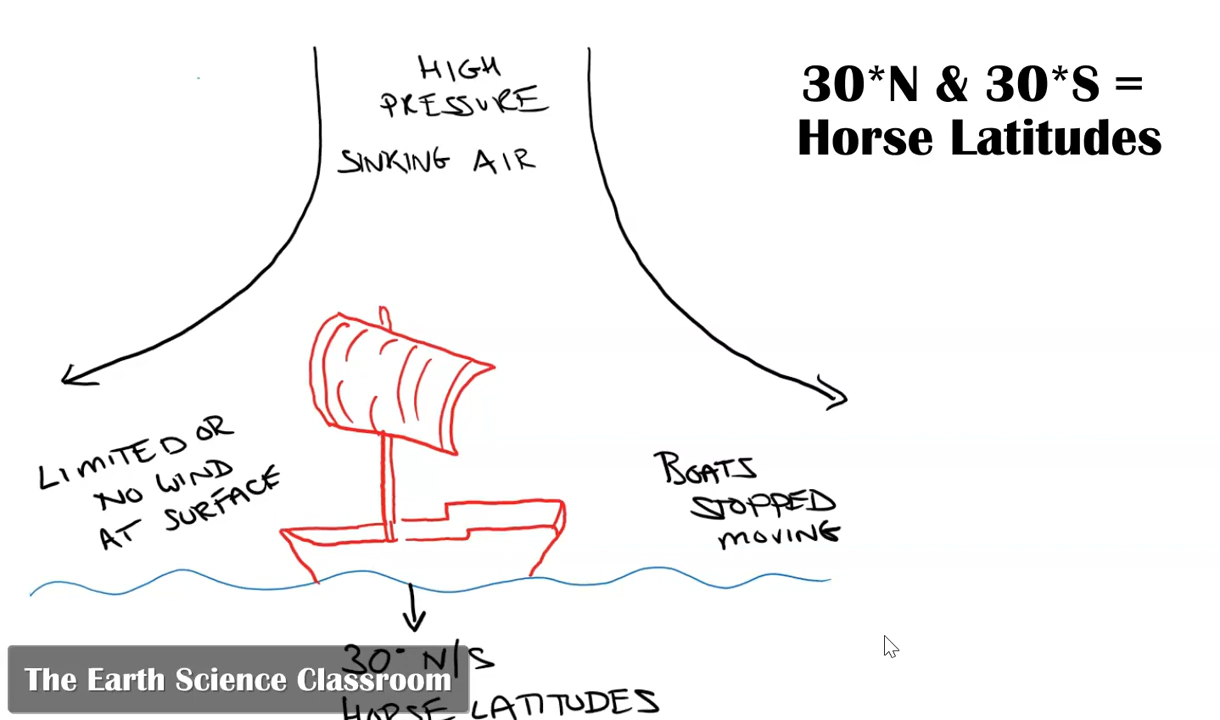 HIGH
PRESSURE
SINKING AIR
30*N & 30*S =
Horse Latitudes
LIMITED OR
NO WIND
AT SURFACE
BOATS
STOPPED
MOVING
30° N/S
HORSE LATITUDES
The Earth Science Classroom